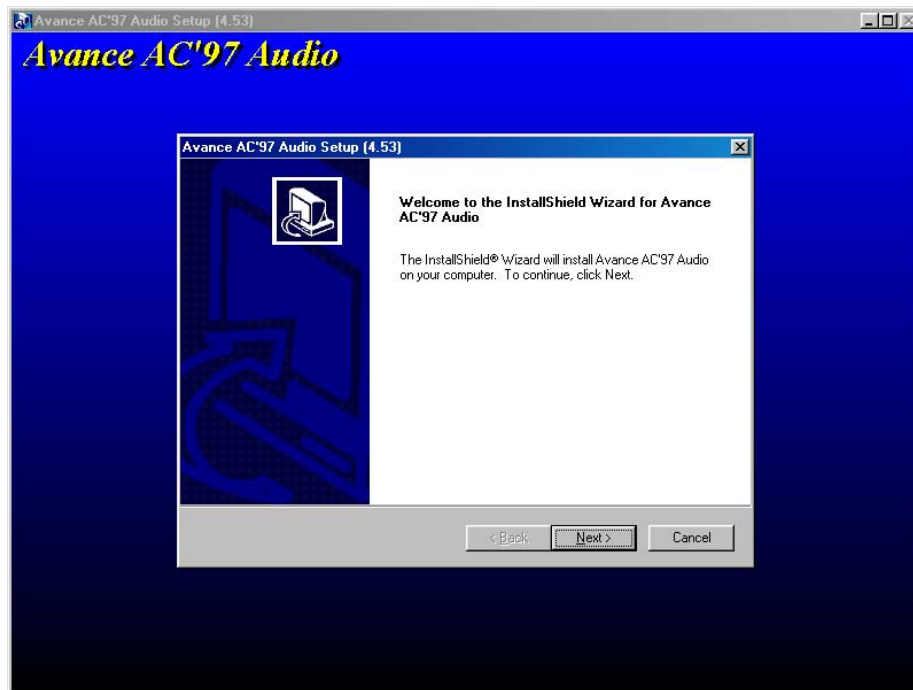 Avance AC'97 Audio Setup (4.53)
Avance AC'97 Audio
Avance AC'97 Audio Setup (4.53)
Welcome to the InstallShield Wizard for Avance
AC'97 Audio
The InstallShield® Wizard will install Avance AC'97 Audio
on your computer. To continue, click Next.
< Back Next > Cancel